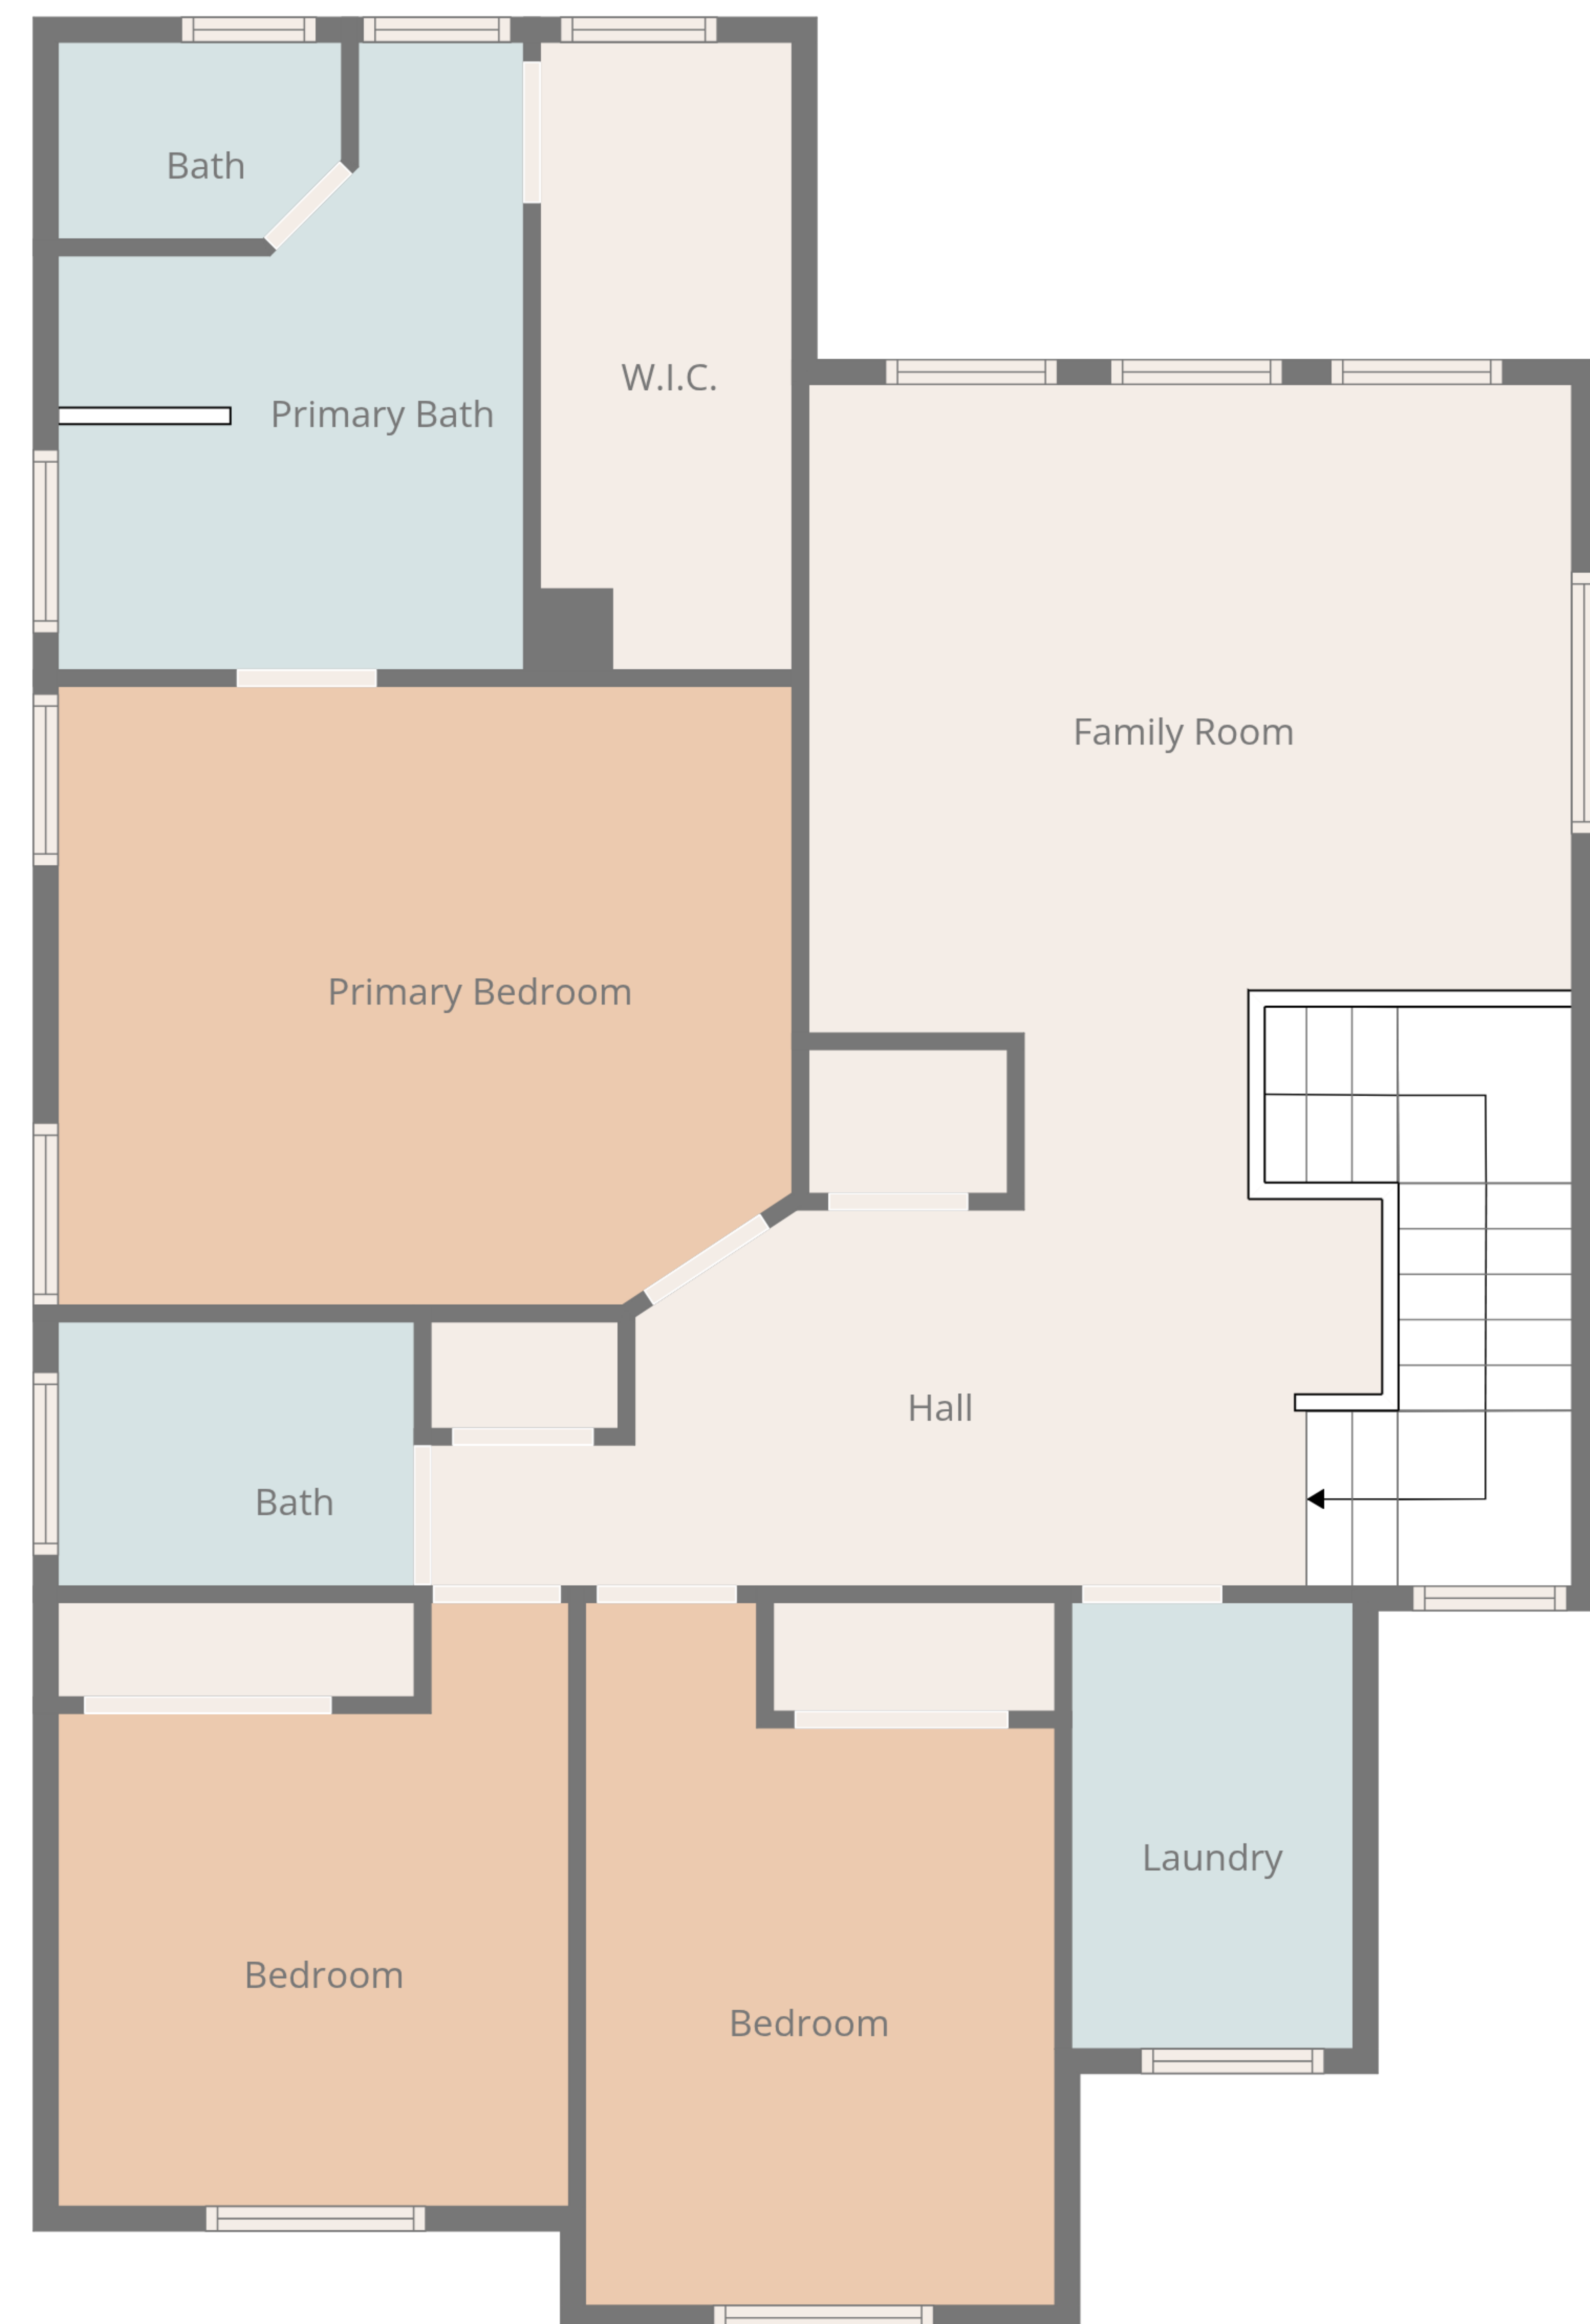 Bath
W.I.C.
Primary Bath
Family Room
Primary Bedroom
Hall
Bath
Laundry
Bedroom
Bedroom